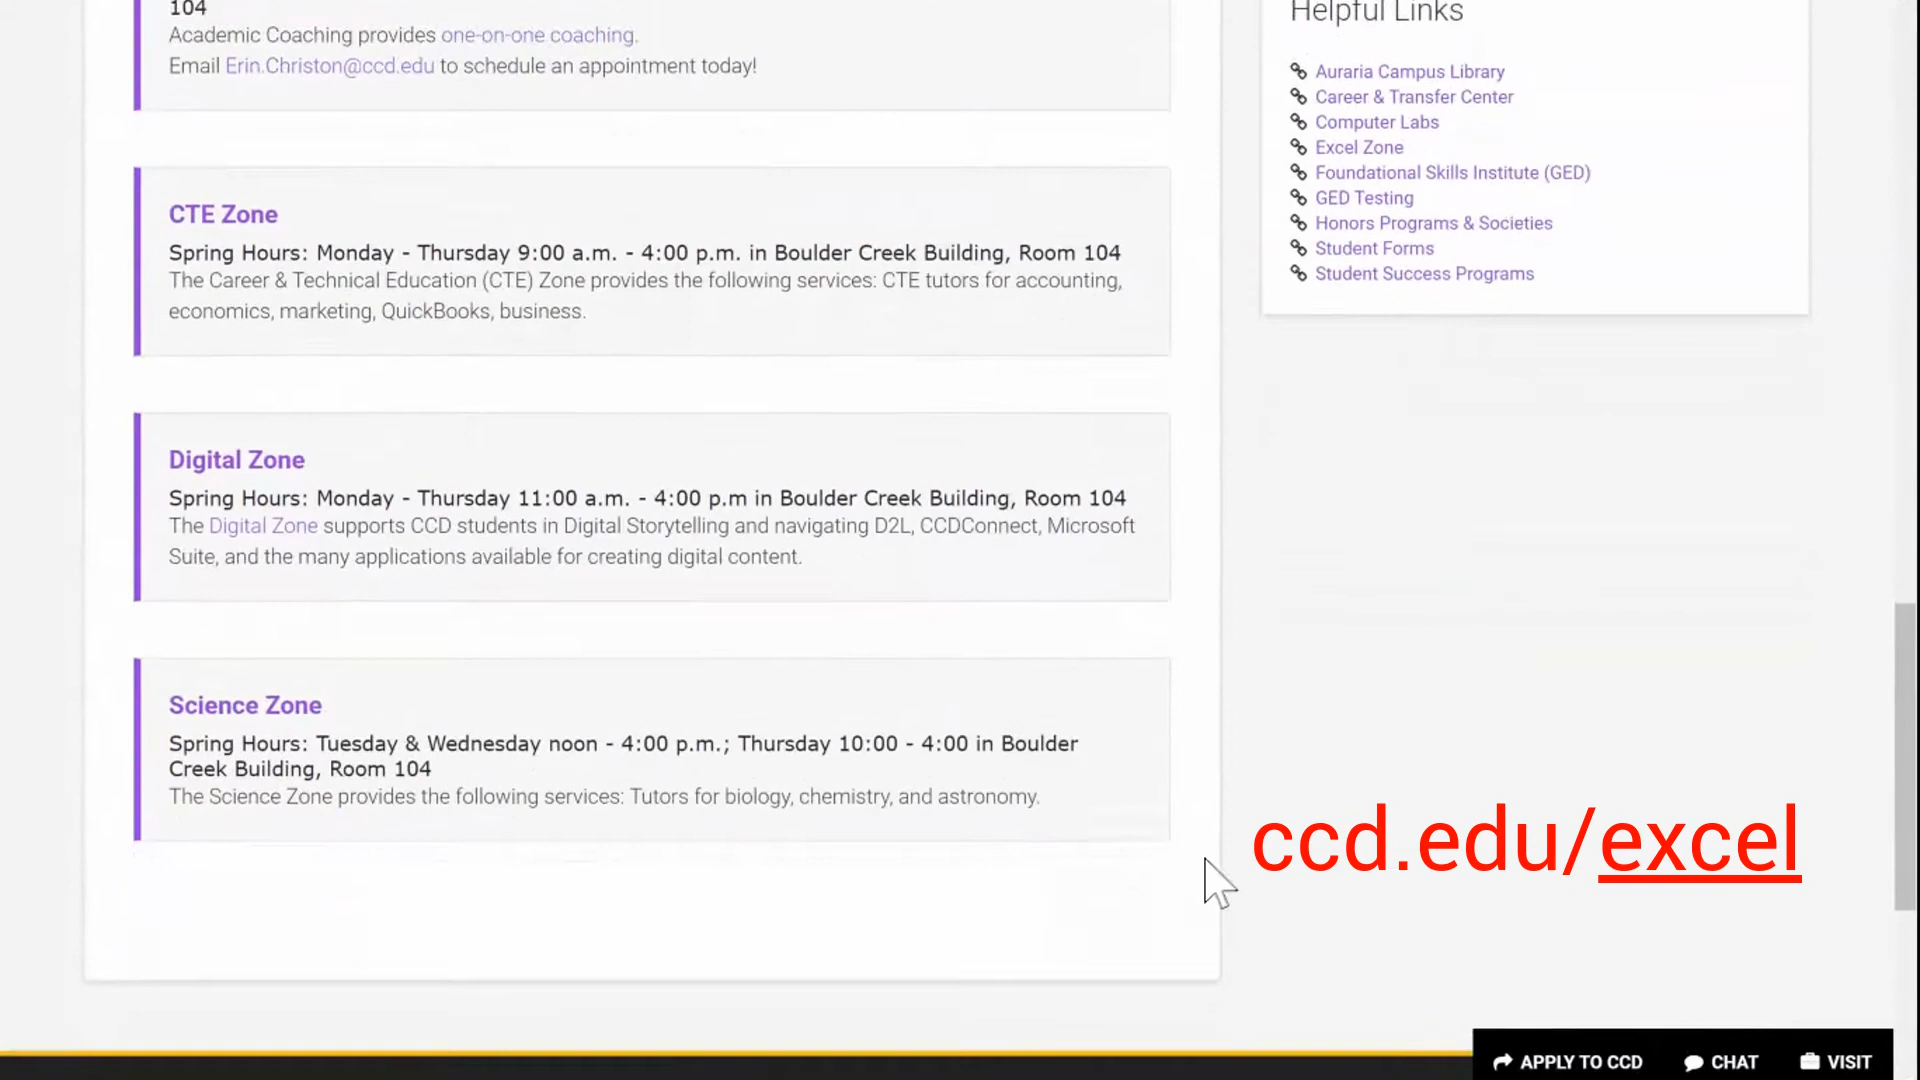 104
Academic Coaching provides one-on-one coaching.
Email Erin.Christon@ccd.edu to schedule an appointment today!
CTE Zone
Spring Hours: Monday - Thursday 9:00 a.m. - 4:00 p.m. in Boulder Creek Building, Room 104
The Career & Technical Education (CTE) Zone provides the following services: CTE tutors for accounting,
economics, marketing, QuickBooks, business.
Digital Zone
Spring Hours: Monday - Thursday 11:00 a.m. - 4:00 p.m in Boulder Creek Building, Room 104
The Digital Zone supports CCD students in Digital Storytelling and navigating D2L, CCDConnect, Microsoft
Suite, and the many applications available for creating digital content.
Science Zone
Spring Hours: Tuesday & Wednesday noon - 4:00 p.m.; Thursday 10:00 - 4:00 in Boulder
Creek Building, Room 104
The Science Zone provides the following services: Tutors for biology, chemistry, and astronomy.
Helpful Links
Auraria Campus Library
Career & Transfer Center
Computer Labs
Excel Zone
Foundational Skills Institute (GED)
GED Testing
Honors Programs & Societies
Student Forms
Student Success Programs
ccd.edu/excel
APPLY TO CCD CHAT VISIT